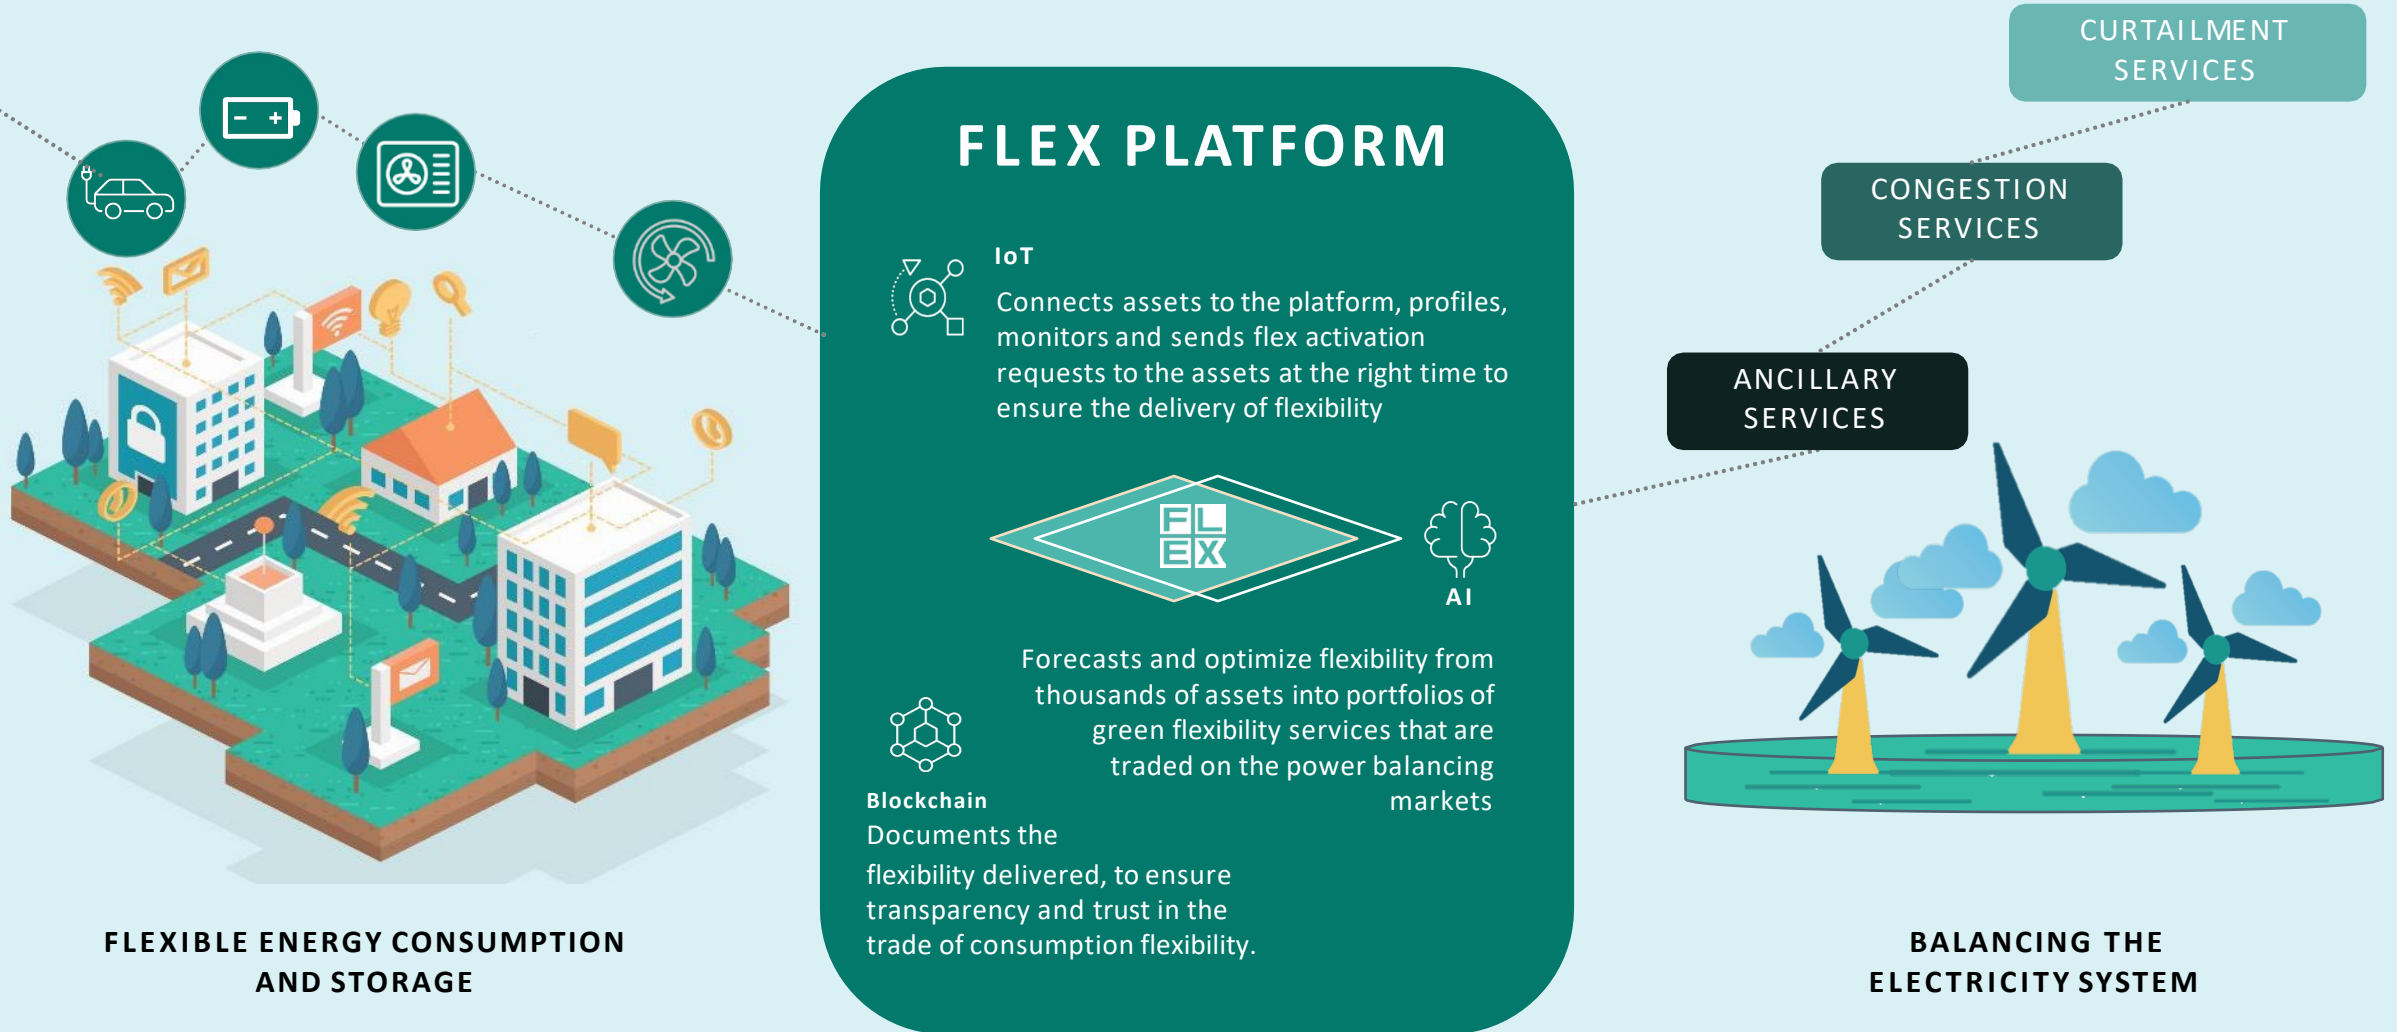 CURTAILMENT
SERVICES
CONGESTION
SERVICES
ANCILLARY
SERVICES
FLEX PLATFORM
IoT
Connects assets to the platform, profiles,
monitors and sends flex activation
requests to the assets at the right time to
ensure the delivery of flexibility
FL
EX
AI
Forecasts and optimize flexibility from
thousands of assets into portfolios of
green flexibility services that are
traded on the power balancing
markets
Blockchain
Documents the
flexibility delivered, to ensure
transparency and trust in the
trade of consumption flexibility.
FLEXIBLE ENERGY CONSUMPTION
AND STORAGE
BALANCING THE
ELECTRICITY SYSTEM